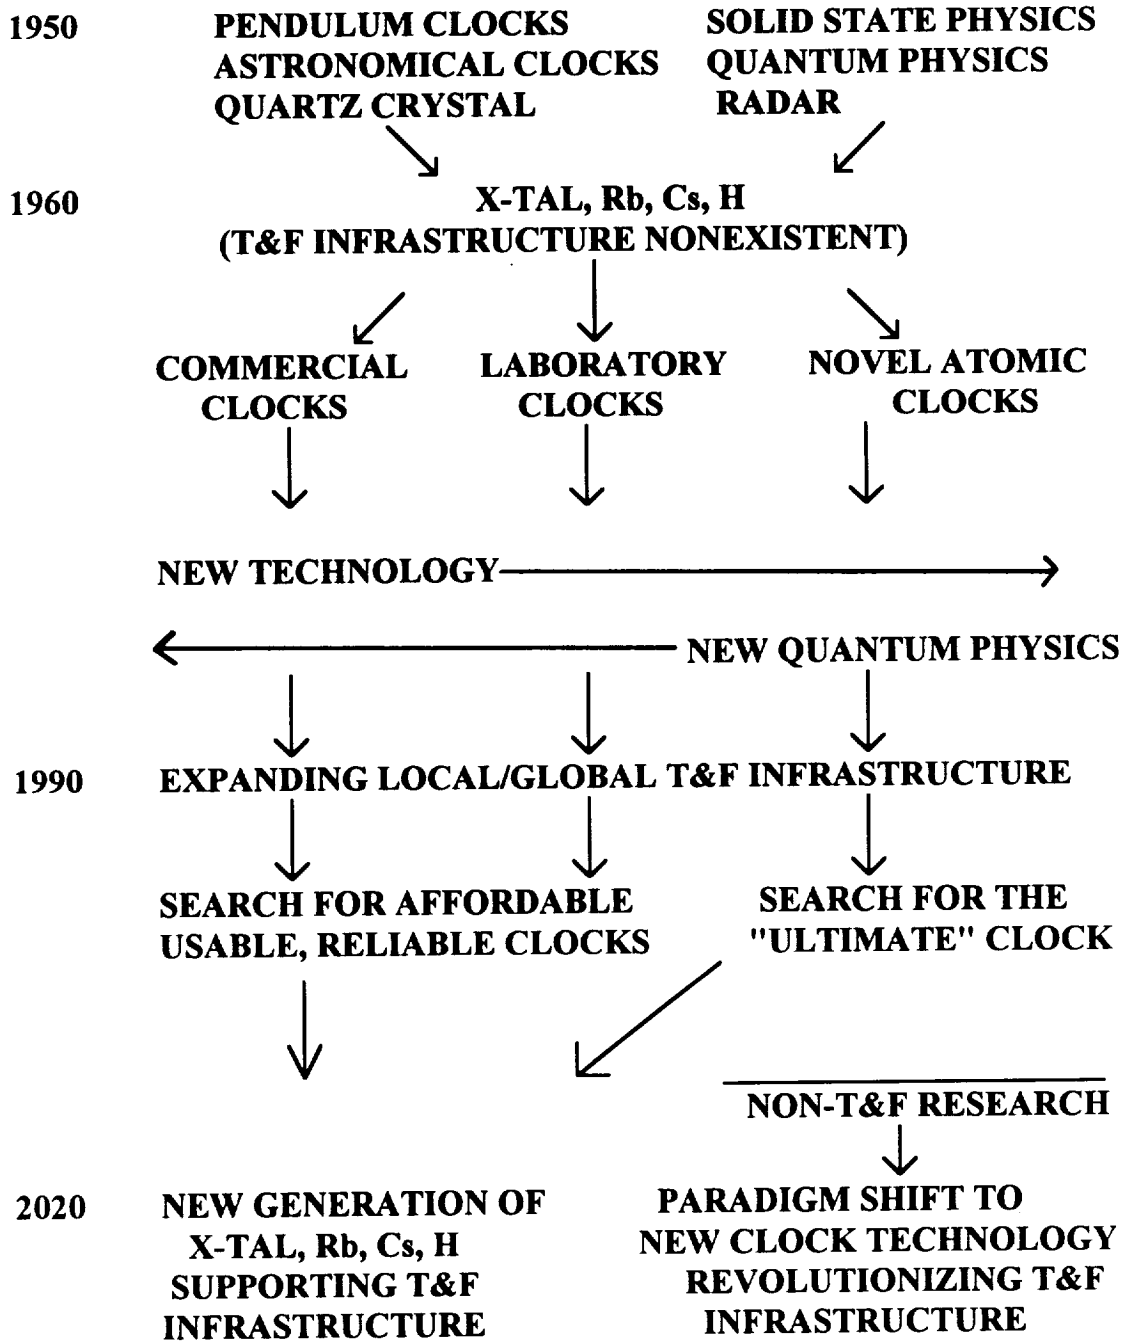 1950 PENDULUM CLOCKS SOLID STATE PHYSICS
ASTRONOMICAL CLOCKS QUANTUM PHYSICS
QUARTZ CRYSTAL RADAR
1960 X-TAL, Rb, Cs, H
(T&F INFRASTRUCTURE NONEXISTENT)
COMMERCIAL LABORATORY NOVEL ATOMIC
CLOCKS CLOCKS CLOCKS
NEW TECHNOLOGY
NEW QUANTUM PHYSICS
1990 EXPANDING LOCAL/GLOBAL T&F INFRASTRUCTURE
SEARCH FOR AFFORDABLE SEARCH FOR THE
USABLE, RELIABLE CLOCKS "ULTIMATE" CLOCK
NON-T&F RESEARCH
2020 NEW GENERATION OF PARADIGM SHIFT TO
X-TAL, Rb, Cs, H NEW CLOCK TECHNOLOGY
SUPPORTING T&F REVOLUTIONIZING T&F
INFRASTRUCTURE INFRASTRUCTURE